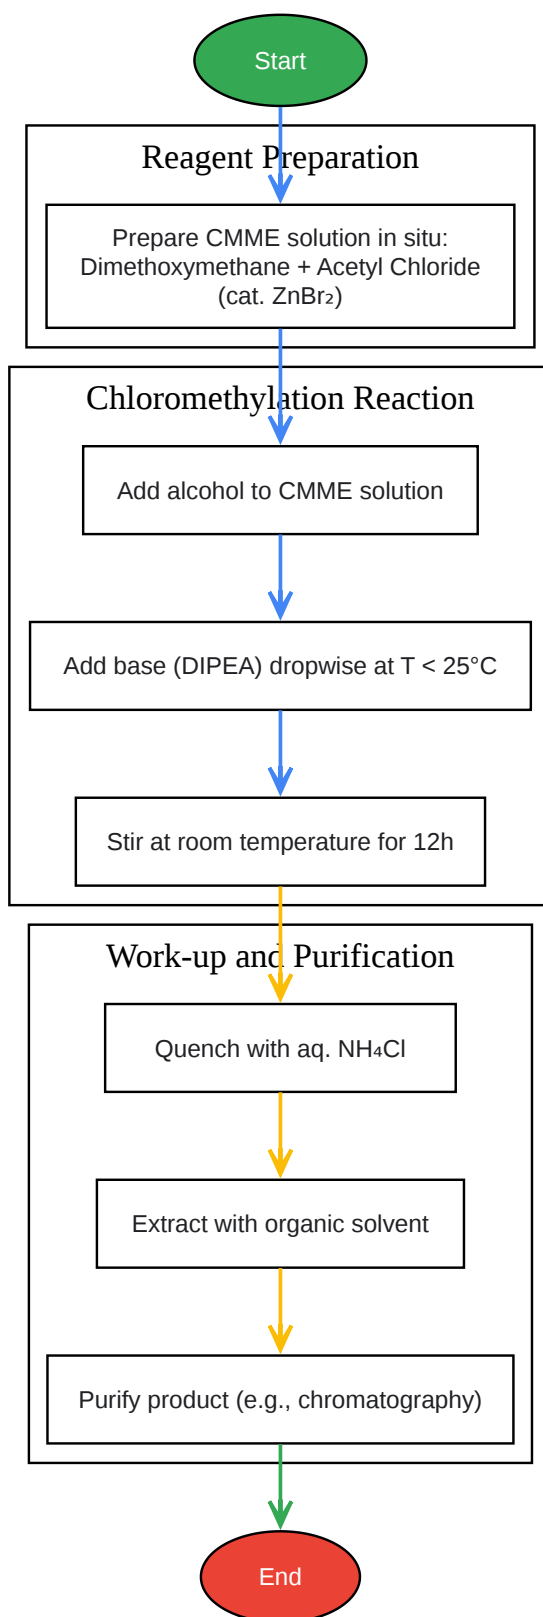 Start
Reagent Preparation
Prepare CMME solution in situ:
Dimethoxymethane + Acetyl Chloride
(cat. ZnBr₂)
Chloromethylation Reaction
Add alcohol to CMME solution
Add base (DIPEA) dropwise at T < 25°C
Stir at room temperature for 12h
Work-up and Purification
Quench with aq. NH₄Cl
Extract with organic solvent
Purify product (e.g., chromatography)
End